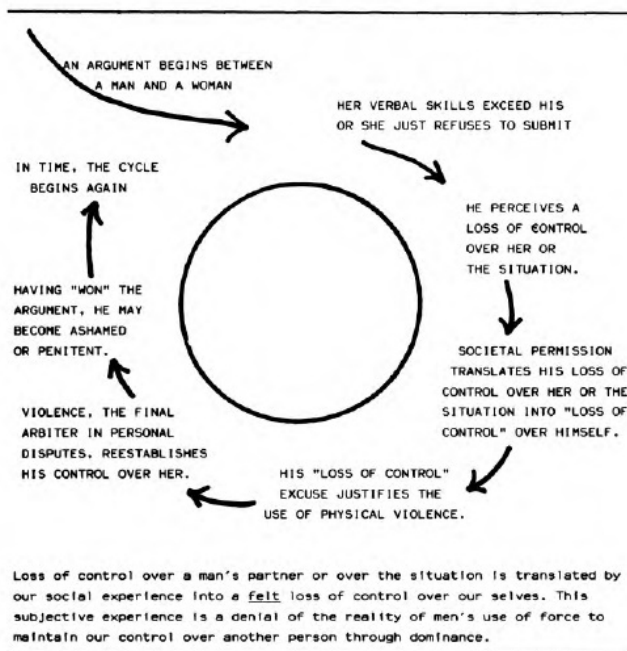 AN ARGUMENT BEGINS BETWEEN
A MAN AND A WOMAN
HER VERBAL SKILLS EXCEED HIS
OR SHE JUST REFUSES TO SUBMIT
HE PERCEIVES A
LOSS OF CONTROL
OVER HER OR
THE SITUATION.
SOCIETAL PERMISSION
TRANSLATES HIS LOSS OF
CONTROL OVER HER OR THE
SITUATION INTO "LOSS OF
CONTROL" OVER HIMSELF.
HIS "LOSS OF CONTROL"
EXCUSE JUSTIFIES THE
USE OF PHYSICAL VIOLENCE.
VIOLENCE, THE FINAL
ARBITER IN PERSONAL
DISPUTES, REESTABLISHES
HIS CONTROL OVER HER.
HAVING "WON" THE
ARGUMENT, HE MAY
BECOME ASHAMED
OR PENITENT.
IN TIME, THE CYCLE
BEGINS AGAIN
Loss of control over a man's partner or over the situation is translated by
our social experience into a felt loss of control over our selves. This
subjective experience is a denial of the reality of men's use of force to
maintain our control over another person through dominance.